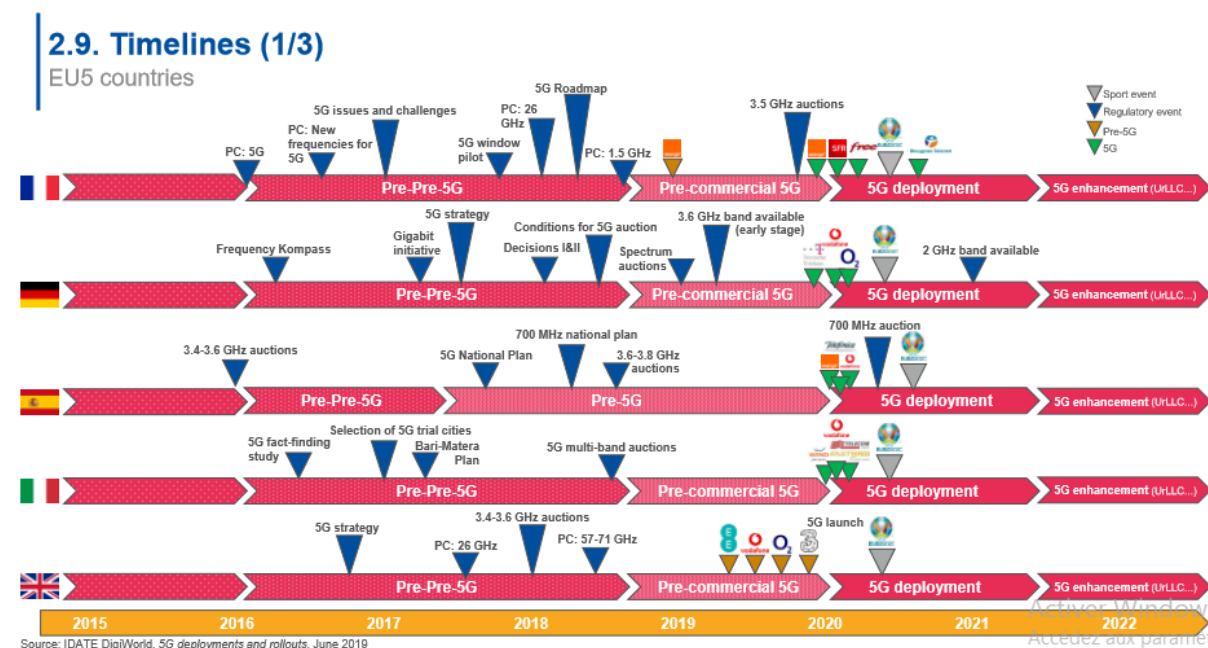 2.9. Timelines (1/3)
EU5 countries
Sport event
Regulatory event
Pre-5G
5G
PC: 5G
PC: New
frequencies for
5G
5G issues and challenges
5G window
pilot
PC: 26
GHz
5G Roadmap
PC: 1.5 GHz
3.5 GHz auctions
SFR
free
Pre-Pre-5G
Pre-commercial 5G
5G deployment
5G enhancement (UrLLC...)
Frequency Kompass
Gigabit
initiative
5G strategy
Decisions I&II
Conditions for 5G auction
Spectrum
auctions
3.6 GHz band available
(early stage)
vodafone
O2
2 GHz band available
Pre-Pre-5G
Pre-commercial 5G
5G deployment
5G enhancement (UrLLC...)
3.4-3.6 GHz auctions
5G National Plan
700 MHz national plan
3.6-3.8 GHz
auctions
Telefónica
700 MHz auction
Pre-Pre-5G
Pre-5G
5G deployment
5G enhancement (UrLLC...)
5G fact-finding
study
Selection of 5G trial cities
Bari-Matera
Plan
5G multi-band auctions
vodafone
Pre-Pre-5G
Pre-commercial 5G
5G deployment
5G enhancement (UrLLC...)
5G strategy
PC: 26 GHz
3.4-3.6 GHz auctions
PC: 57-71 GHz
EE
vodafone
O2
3
5G launch
Pre-Pre-5G
Pre-commercial 5G
5G deployment
5G enhancement (UrLLC...)
2015 2016 2017 2018 2019 2020 2021 2022
Source: IDATE DigiWorld, 5G deployments and rollouts, June 2019
Activer Window
Accédez aux paramè